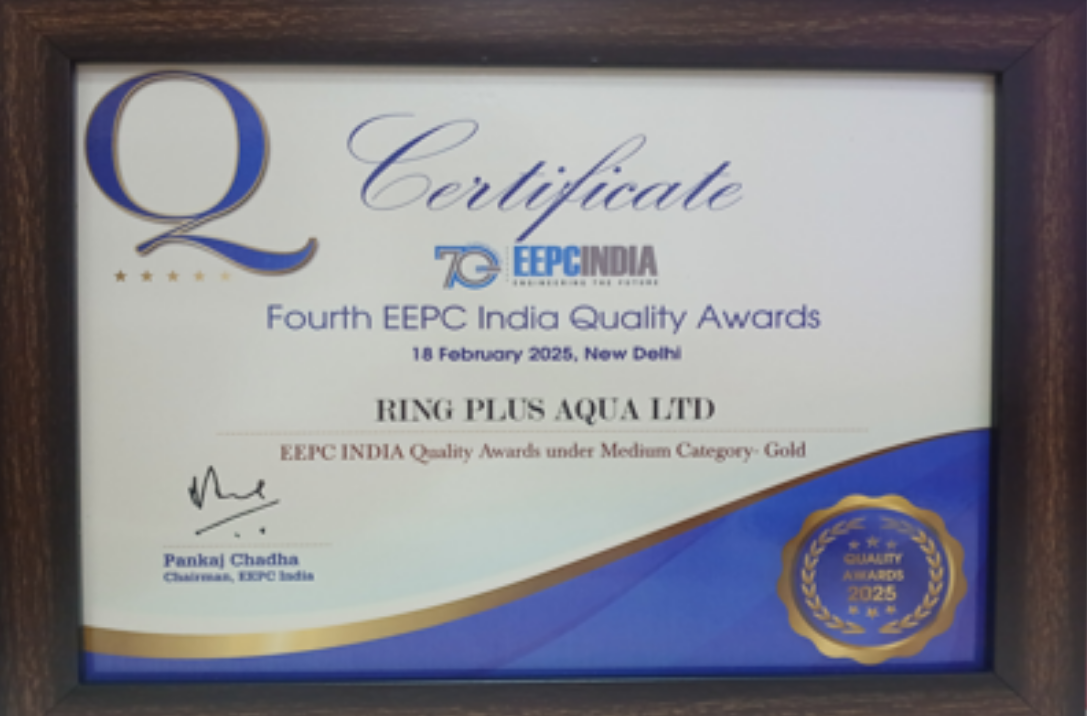 Q
Certificate
70 EEPCINDIA
ENGINEERING THE FUTURE
Fourth EEPC India Quality Awards
18 February 2025, New Delhi
RING PLUS AQUA LTD
EEPC INDIA Quality Awards under Medium Category- Gold
Pankaj Chadha
Chairman, EEPC India
QUALITY
AWARDS
2025